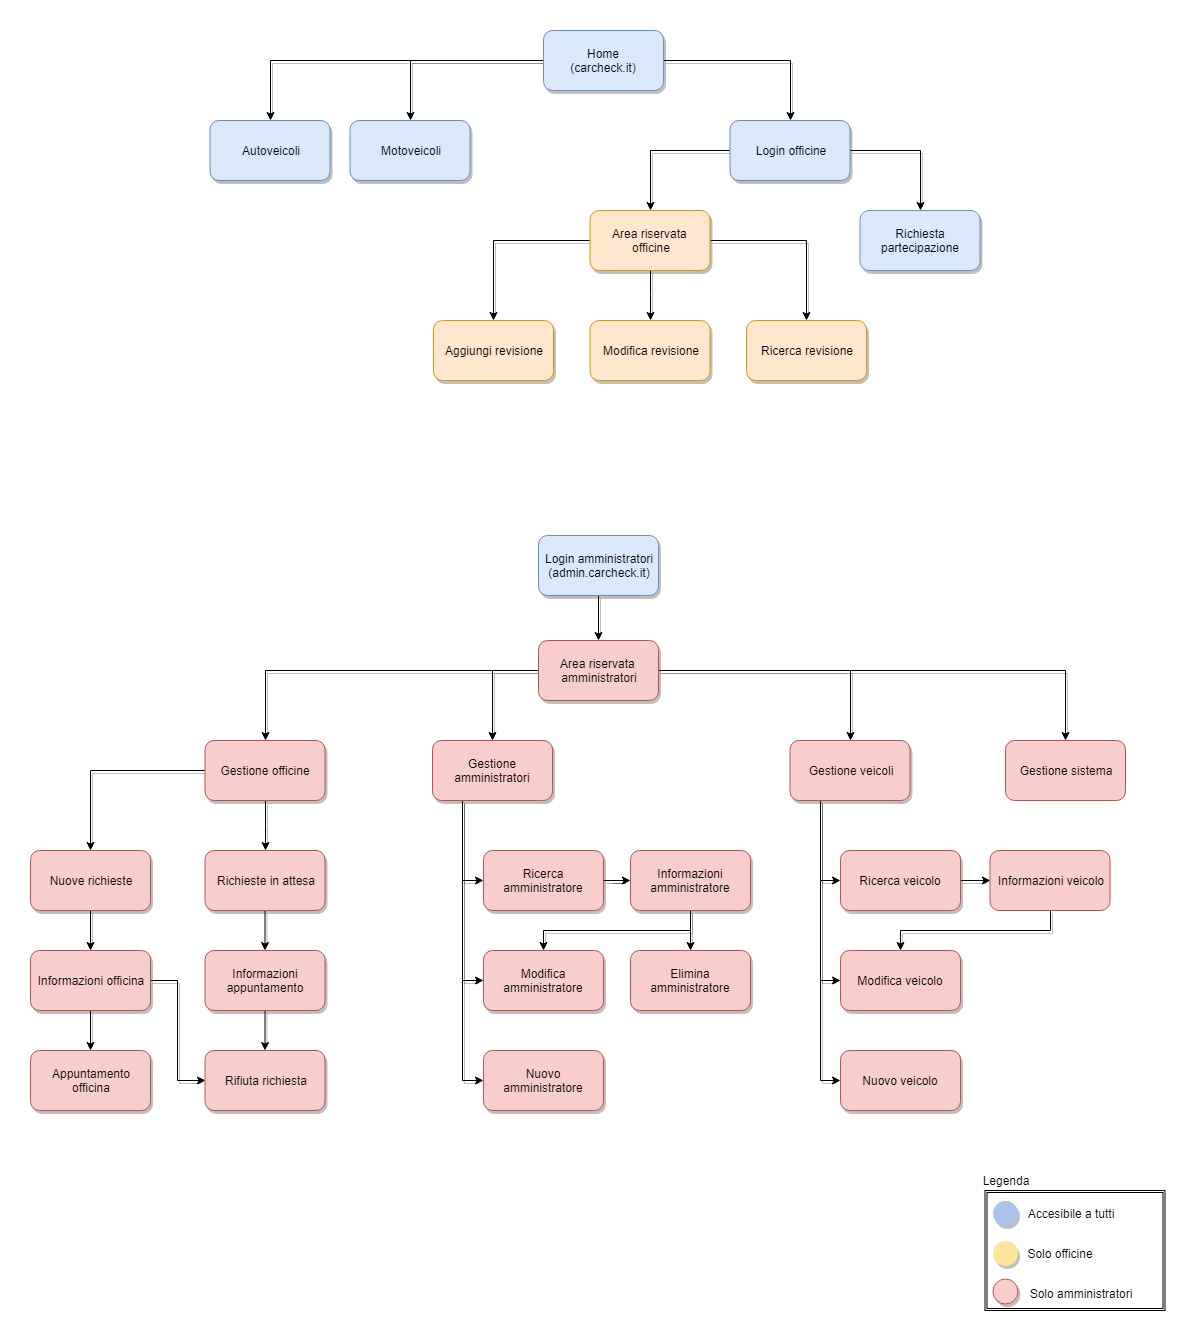 Home
(carcheck.it)
Autoveicoli
Motoveicoli
Login officine
Area riservata
officine
Richiesta
partecipazione
Aggiungi revisione
Modifica revisione
Ricerca revisione
Login amministratori
(admin.carcheck.it)
Area riservata
amministratori
Gestione officine
Gestione
amministratori
Gestione veicoli
Gestione sistema
Nuove richieste
Richieste in attesa
Ricerca
amministratore
Informazioni
amministratore
Ricerca veicolo
Informazioni veicolo
Informazioni officina
Informazioni
appuntamento
Modifica
amministratore
Elimina
amministratore
Modifica veicolo
Appuntamento
officina
Rifiuta richiesta
Nuovo
amministratore
Nuovo veicolo
Legenda
Accesibile a tutti
Solo officine
Solo amministratori